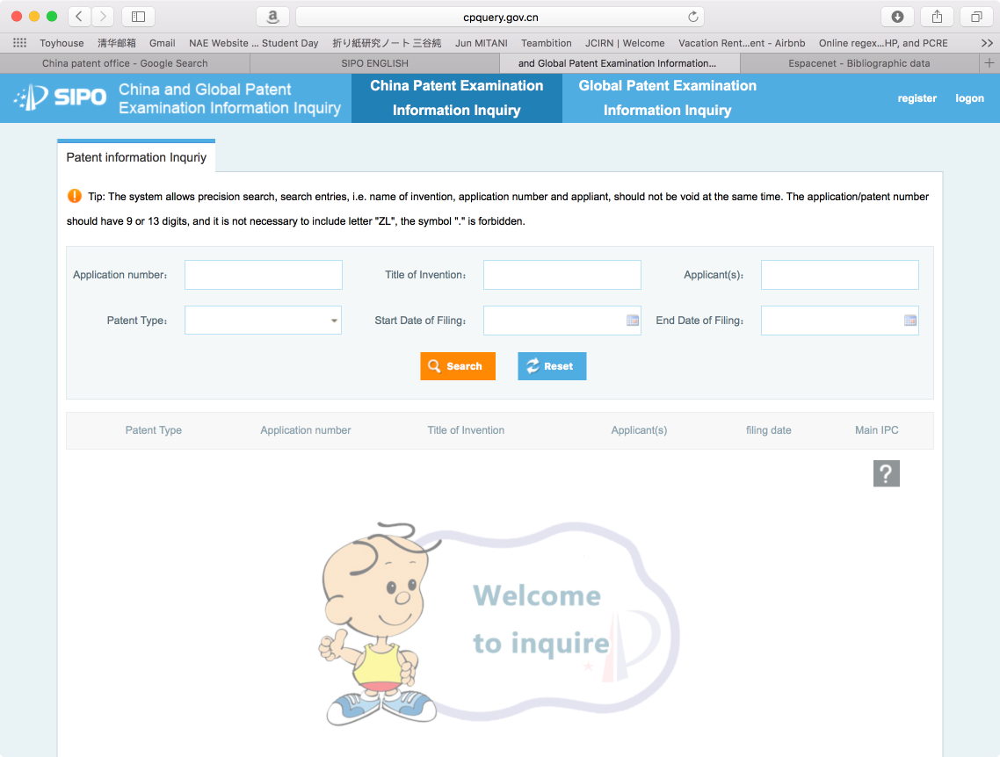 cpquery.gov.cn
Toyhouse 清华邮箱 Gmail NAE Website ... Student Day 折り紙研究ノート 三谷純 Jun MITANI Teambition JCIRN | Welcome Vacation Rent...ent - Airbnb Online regex...HP, and PCRE >>
China patent office - Google Search SIPO ENGLISH and Global Patent Examination Information... Espacenet - Bibliographic data +
SIPO
China and Global Patent
Examination Information Inquiry
China Patent Examination
Information Inquiry
Global Patent Examination
Information Inquiry
register logon
Patent information Inquriy
Tip: The system allows precision search, search entries, i.e. name of invention, application number and appliant, should not be void at the same time. The application/patent number
should have 9 or 13 digits, and it is not necessary to include letter "ZL", the symbol "." is forbidden.
Application number: Title of Invention: Applicant(s):
Patent Type: Start Date of Filing: End Date of Filing:
Search Reset
Patent Type Application number Title of Invention Applicant(s) filing date Main IPC
?
Welcome
to inquire